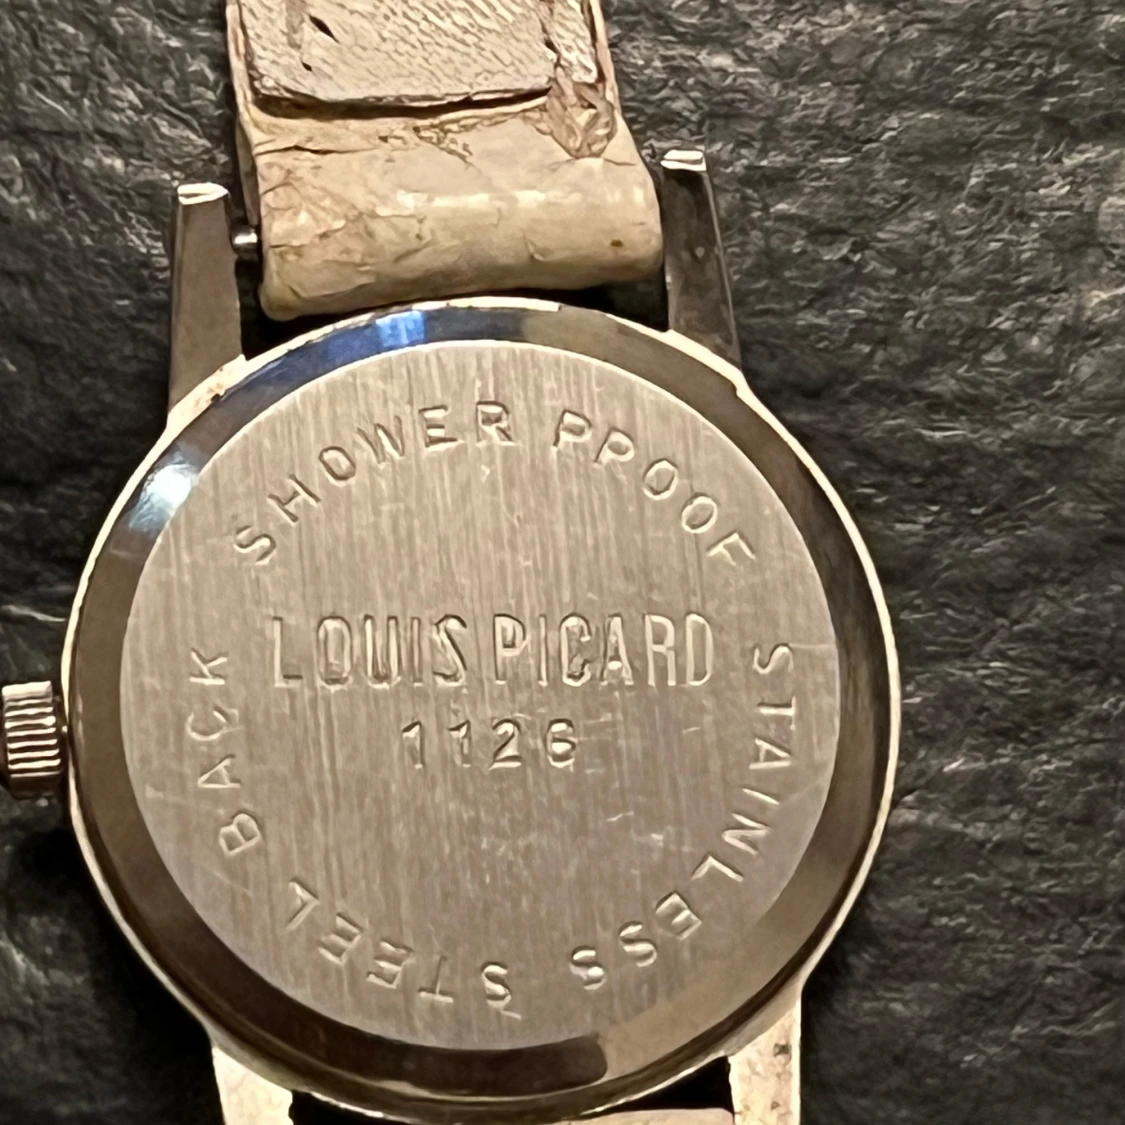 SHOWER PROOF
LOUIS PICARD
1126
STAINLESS STEEL BACK